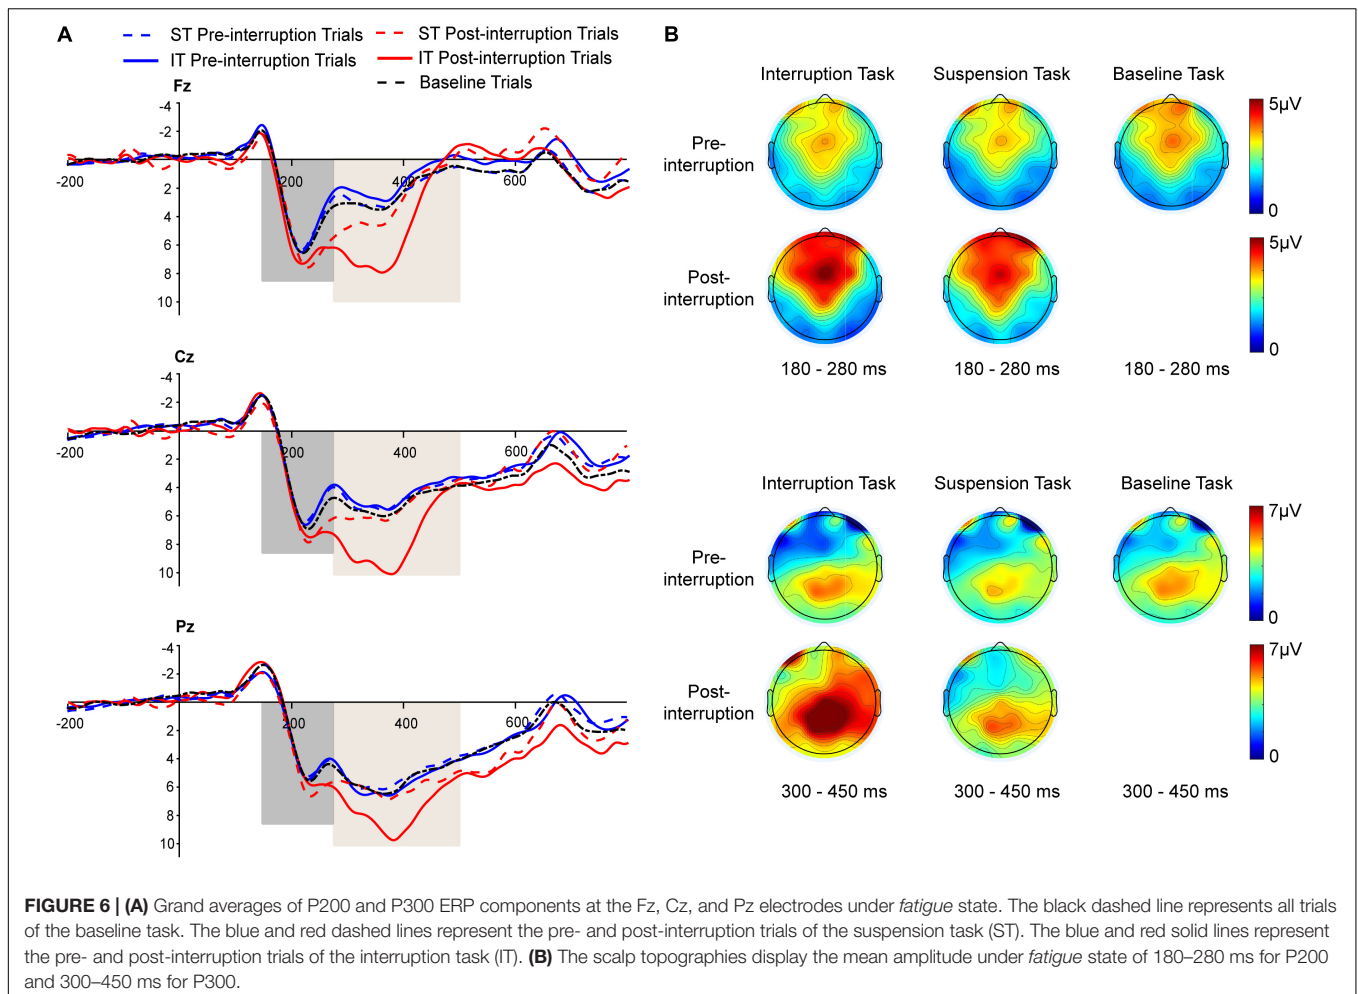 A
ST Pre-interruption Trials
ST Post-interruption Trials
IT Pre-interruption Trials
IT Post-interruption Trials
Baseline Trials
Fz
-4
-2
-200
200
400
600
2
4
6
8
10
Cz
-4
-2
-200
200
400
600
2
4
6
8
10
Pz
-4
-2
-200
200
400
600
2
4
6
8
10
B
Interruption Task
Suspension Task
Baseline Task
Pre-
interruption
5μV
0
Post-
interruption
5μV
0
180 - 280 ms
180 - 280 ms
180 - 280 ms
Interruption Task
Suspension Task
Baseline Task
Pre-
interruption
7μV
0
Post-
interruption
7μV
0
300 - 450 ms
300 - 450 ms
300 - 450 ms
FIGURE 6 | (A) Grand averages of P200 and P300 ERP components at the Fz, Cz, and Pz electrodes under fatigue state. The black dashed line represents all trials
of the baseline task. The blue and red dashed lines represent the pre- and post-interruption trials of the suspension task (ST). The blue and red solid lines represent
the pre- and post-interruption trials of the interruption task (IT). (B) The scalp topographies display the mean amplitude under fatigue state of 180–280 ms for P200
and 300–450 ms for P300.